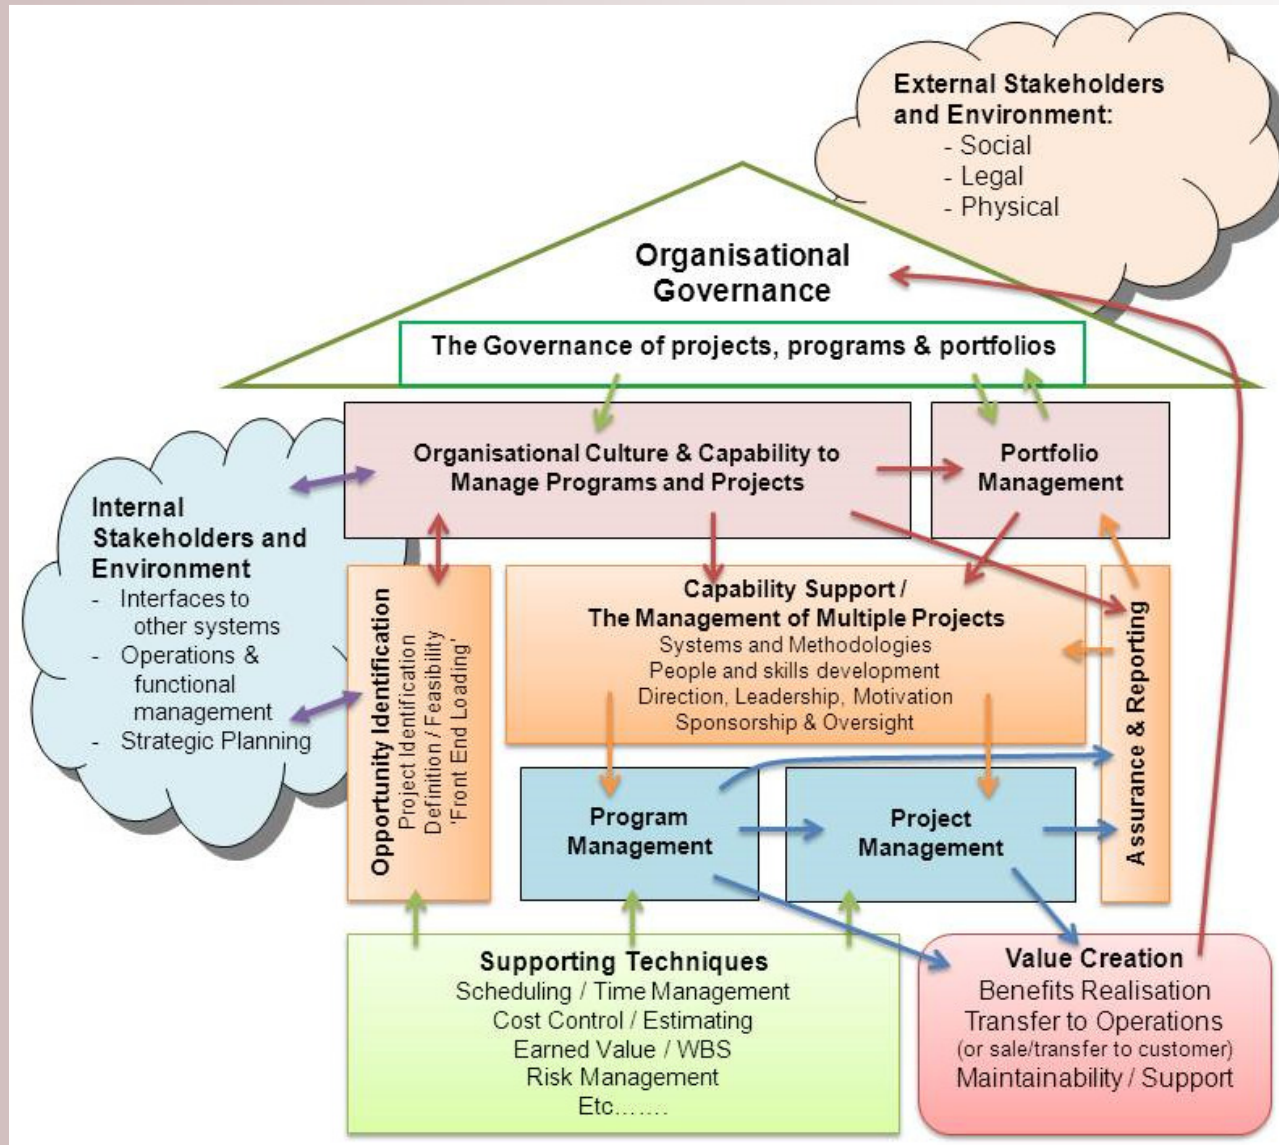 External Stakeholders
and Environment:
- Social
- Legal
- Physical
Organisational
Governance
The Governance of projects, programs & portfolios
Organisational Culture & Capability to
Manage Programs and Projects
Portfolio
Management
Internal
Stakeholders and
Environment
- Interfaces to
other systems
- Operations &
functional
management
- Strategic Planning
Opportunity Identification
Project Identification
Definition / Feasibility
'Front End Loading'
Capability Support /
The Management of Multiple Projects
Systems and Methodologies
People and skills development
Direction, Leadership, Motivation
Sponsorship & Oversight
Assurance & Reporting
Program
Management
Project
Management
Supporting Techniques
Scheduling / Time Management
Cost Control / Estimating
Earned Value / WBS
Risk Management
Etc.......
Value Creation
Benefits Realisation
Transfer to Operations
(or sale/transfer to customer)
Maintainability / Support